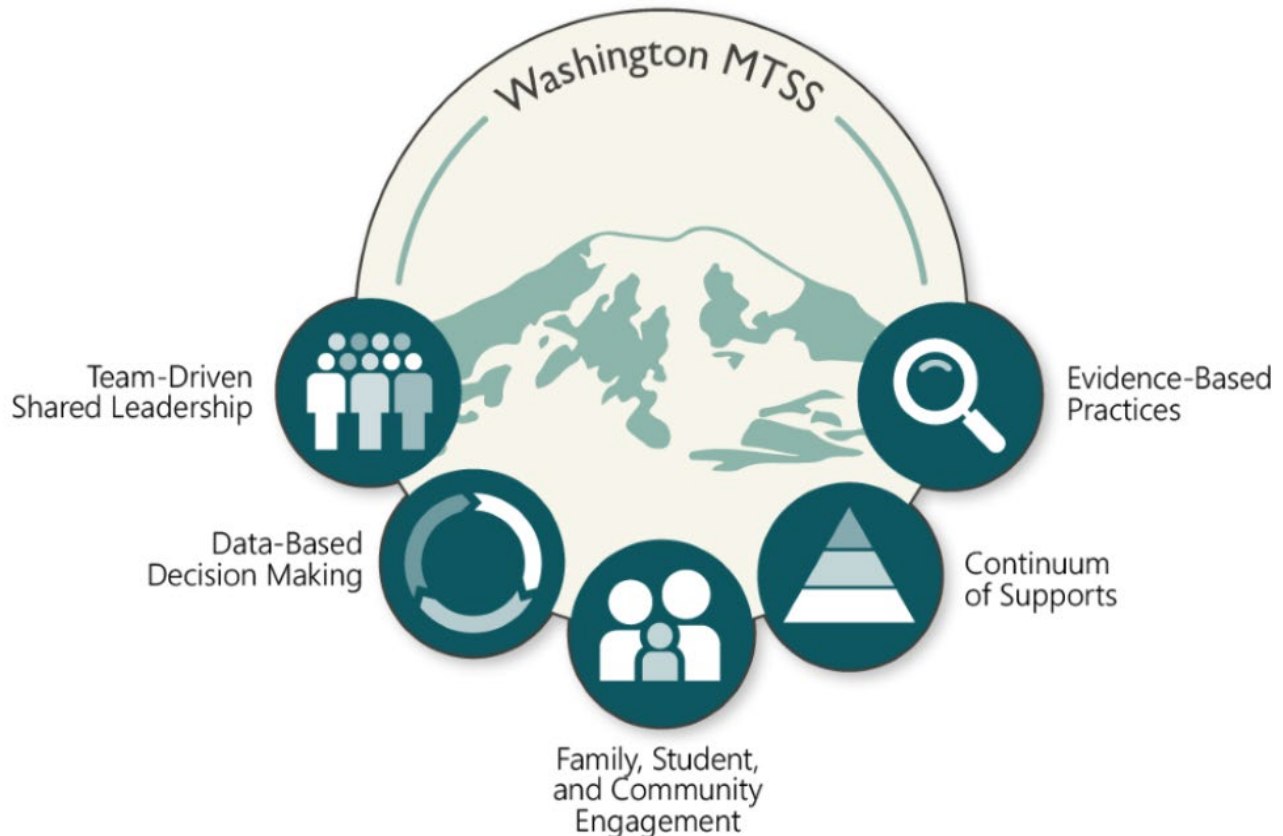 Washington MTSS
Team-Driven
Shared Leadership
Evidence-Based
Practices
Data-Based
Decision Making
Continuum
of Supports
Family, Student,
and Community
Engagement